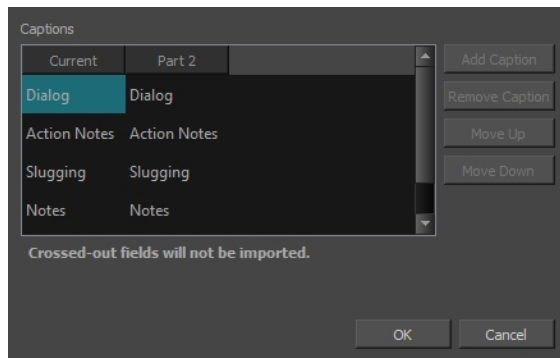 Captions
Current Part 2
Add Caption
Dialog Dialog
Remove Caption
Action Notes Action Notes
Move Up
Slugging Slugging
Move Down
Notes Notes
Crossed-out fields will not be imported.
OK Cancel